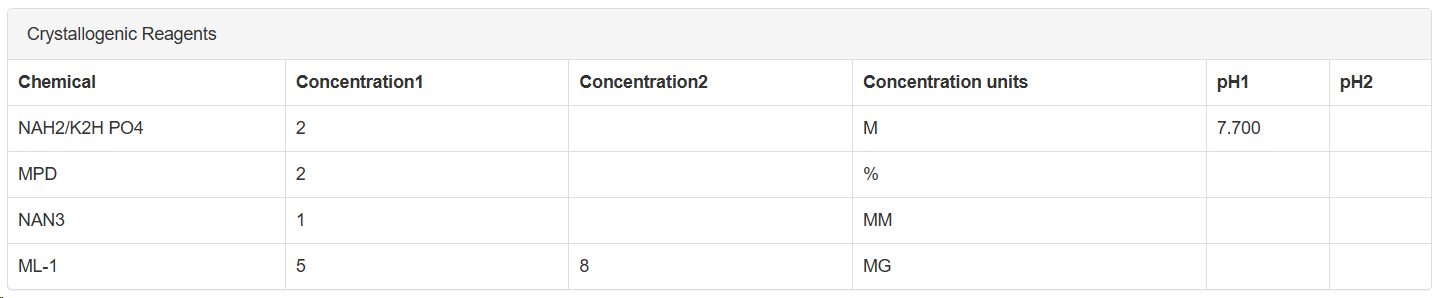 Crystallogenic Reagents
Chemical Concentration1 Concentration2 Concentration units pH1 pH2
NAH2/K2H PO4 2 M 7.700
MPD 2 %
NAN3 1 MM
ML-1 5 8 MG